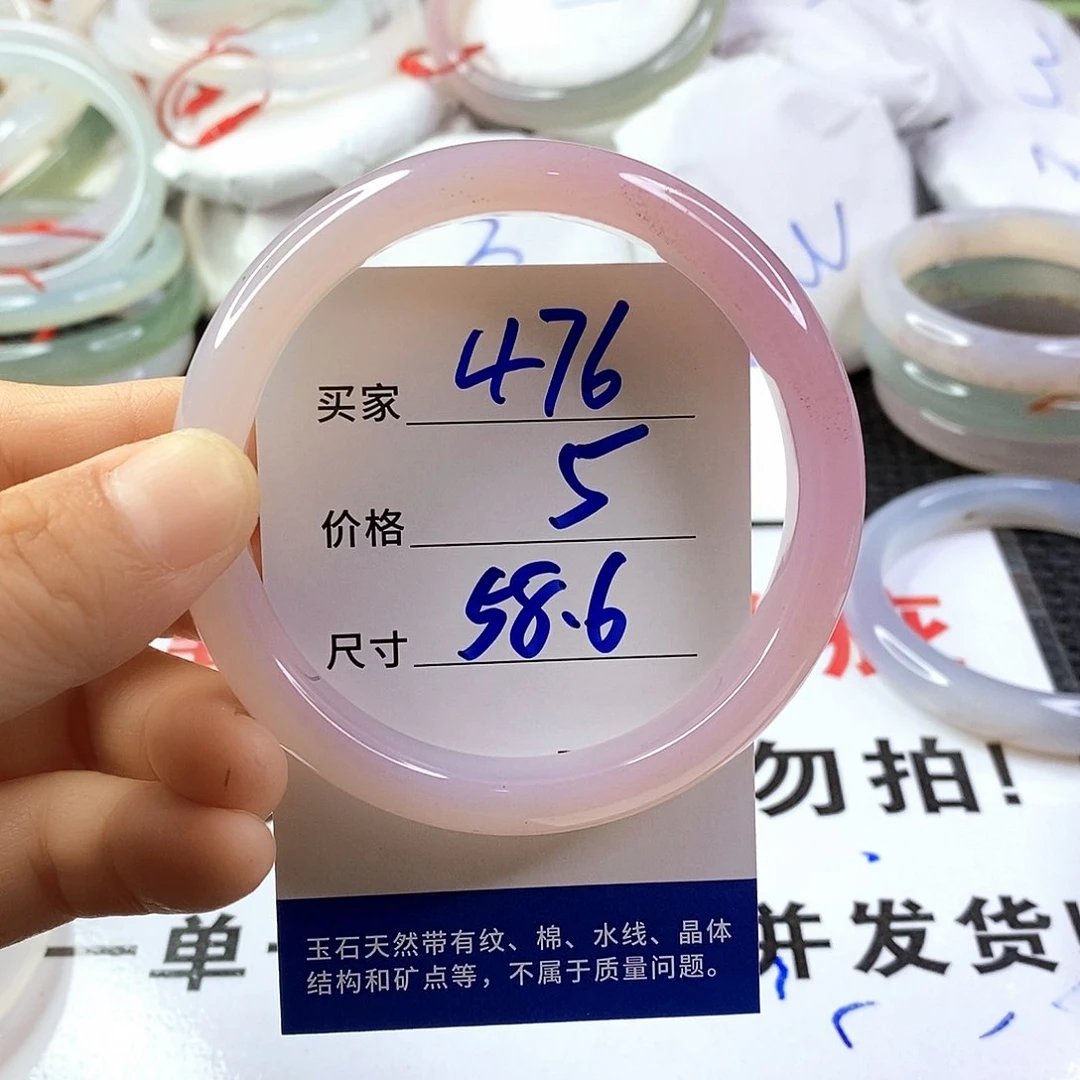 买家 476
价格 5
尺寸 58.6
勿拍!
一单
并发货!
玉石天然带有纹、棉、水线、晶体
结构和矿点等，不属于质量问题。